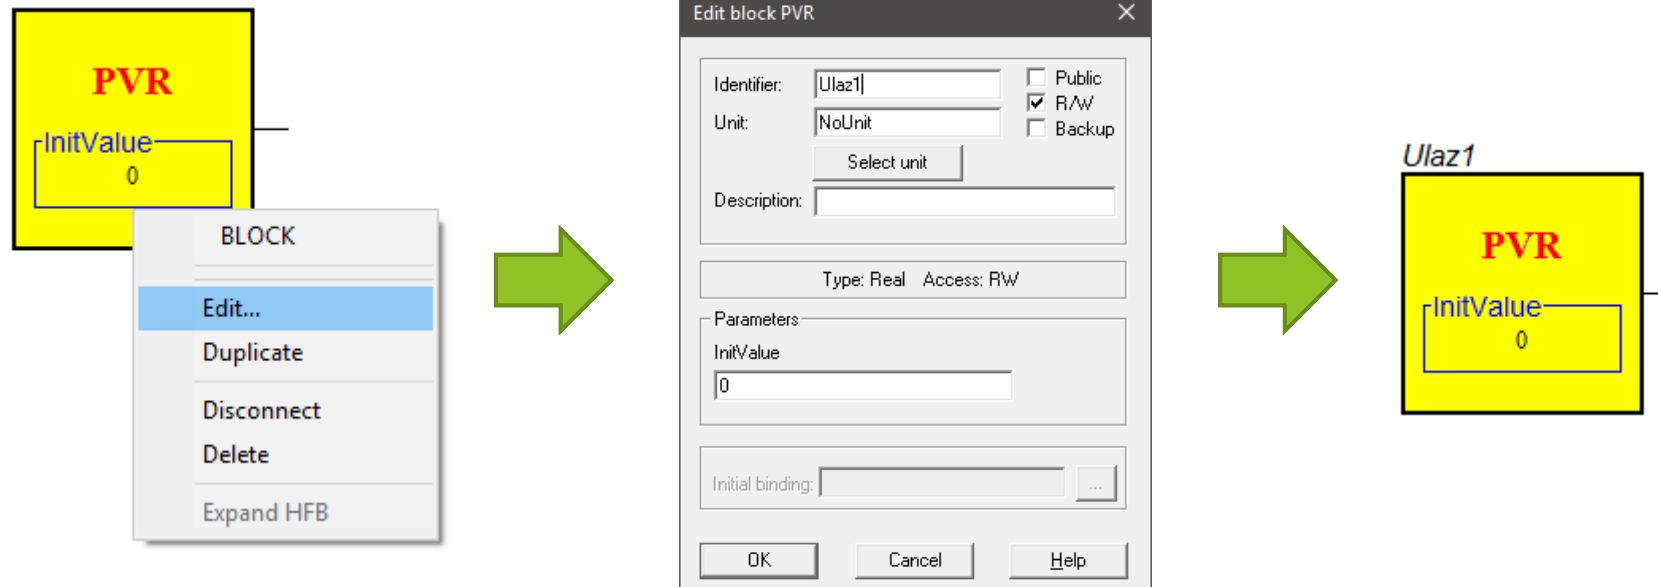 PVR
InitValue
0
BLOCK
Edit...
Duplicate
Disconnect
Delete
Expand HFB
Edit block PVR
Identifier: Ulaz1 Public
R/W
Unit: NoUnit Backup
Select unit
Description:
Type: Real Access: RW
Parameters
InitValue
0
Initial binding: ...
OK Cancel Help
Ulaz1
PVR
InitValue
0